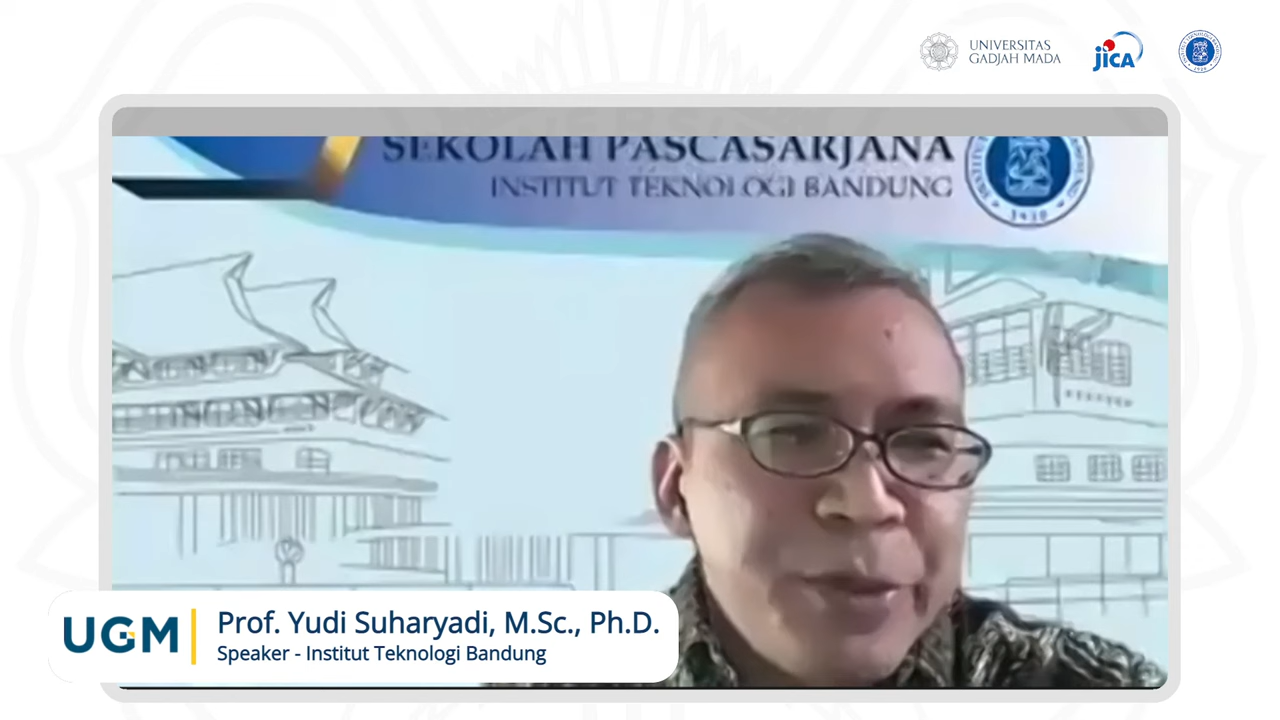 UNIVERSITAS
GADJAH MADA
JICA
SEKOLAH PASCASARJANA
INSTITUT TEKNOLOGI BANDUNG
1920
UGM
Prof. Yudi Suharyadi, M.Sc., Ph.D.
Speaker - Institut Teknologi Bandung